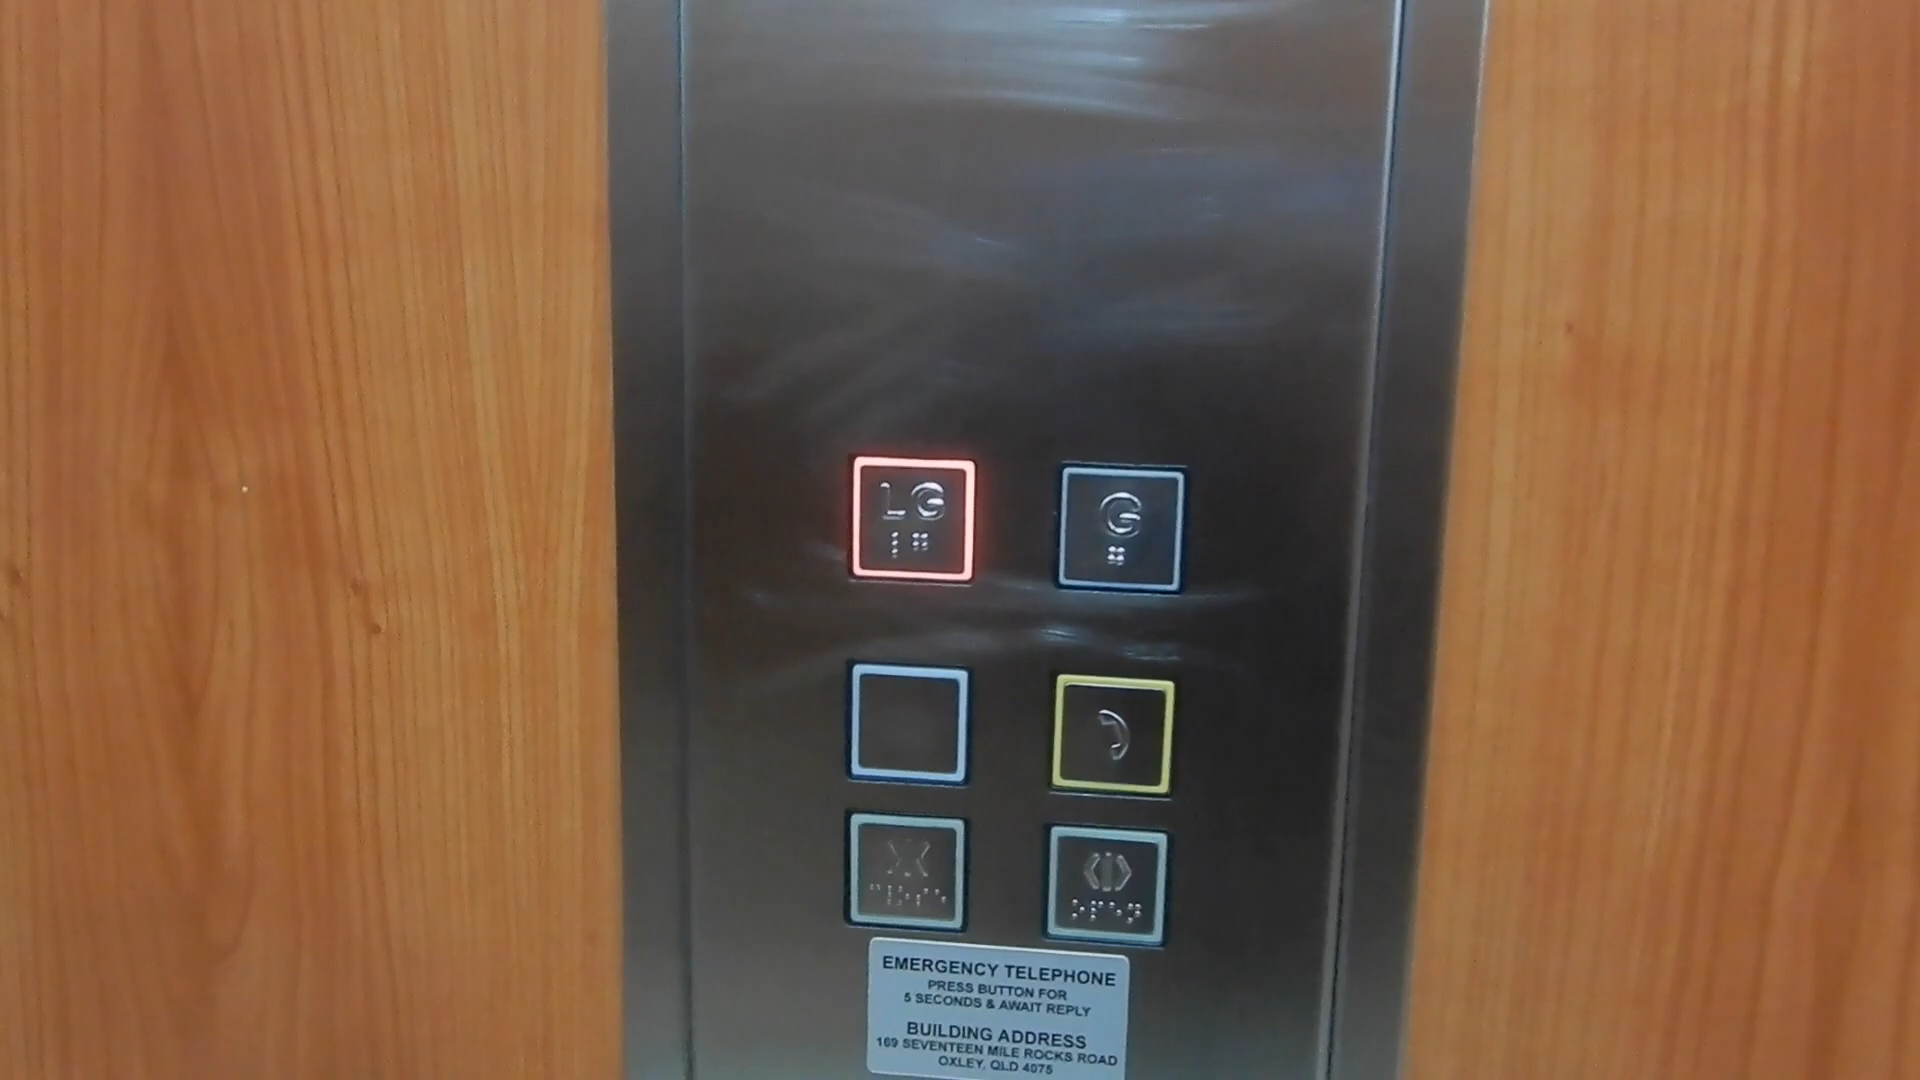 LG
G
EMERGENCY TELEPHONE
PRESS BUTTON FOR
5 SECONDS & AWAIT REPLY
BUILDING ADDRESS
169 SEVENTEEN MILE ROCKS ROAD
OXLEY, QLD 4075